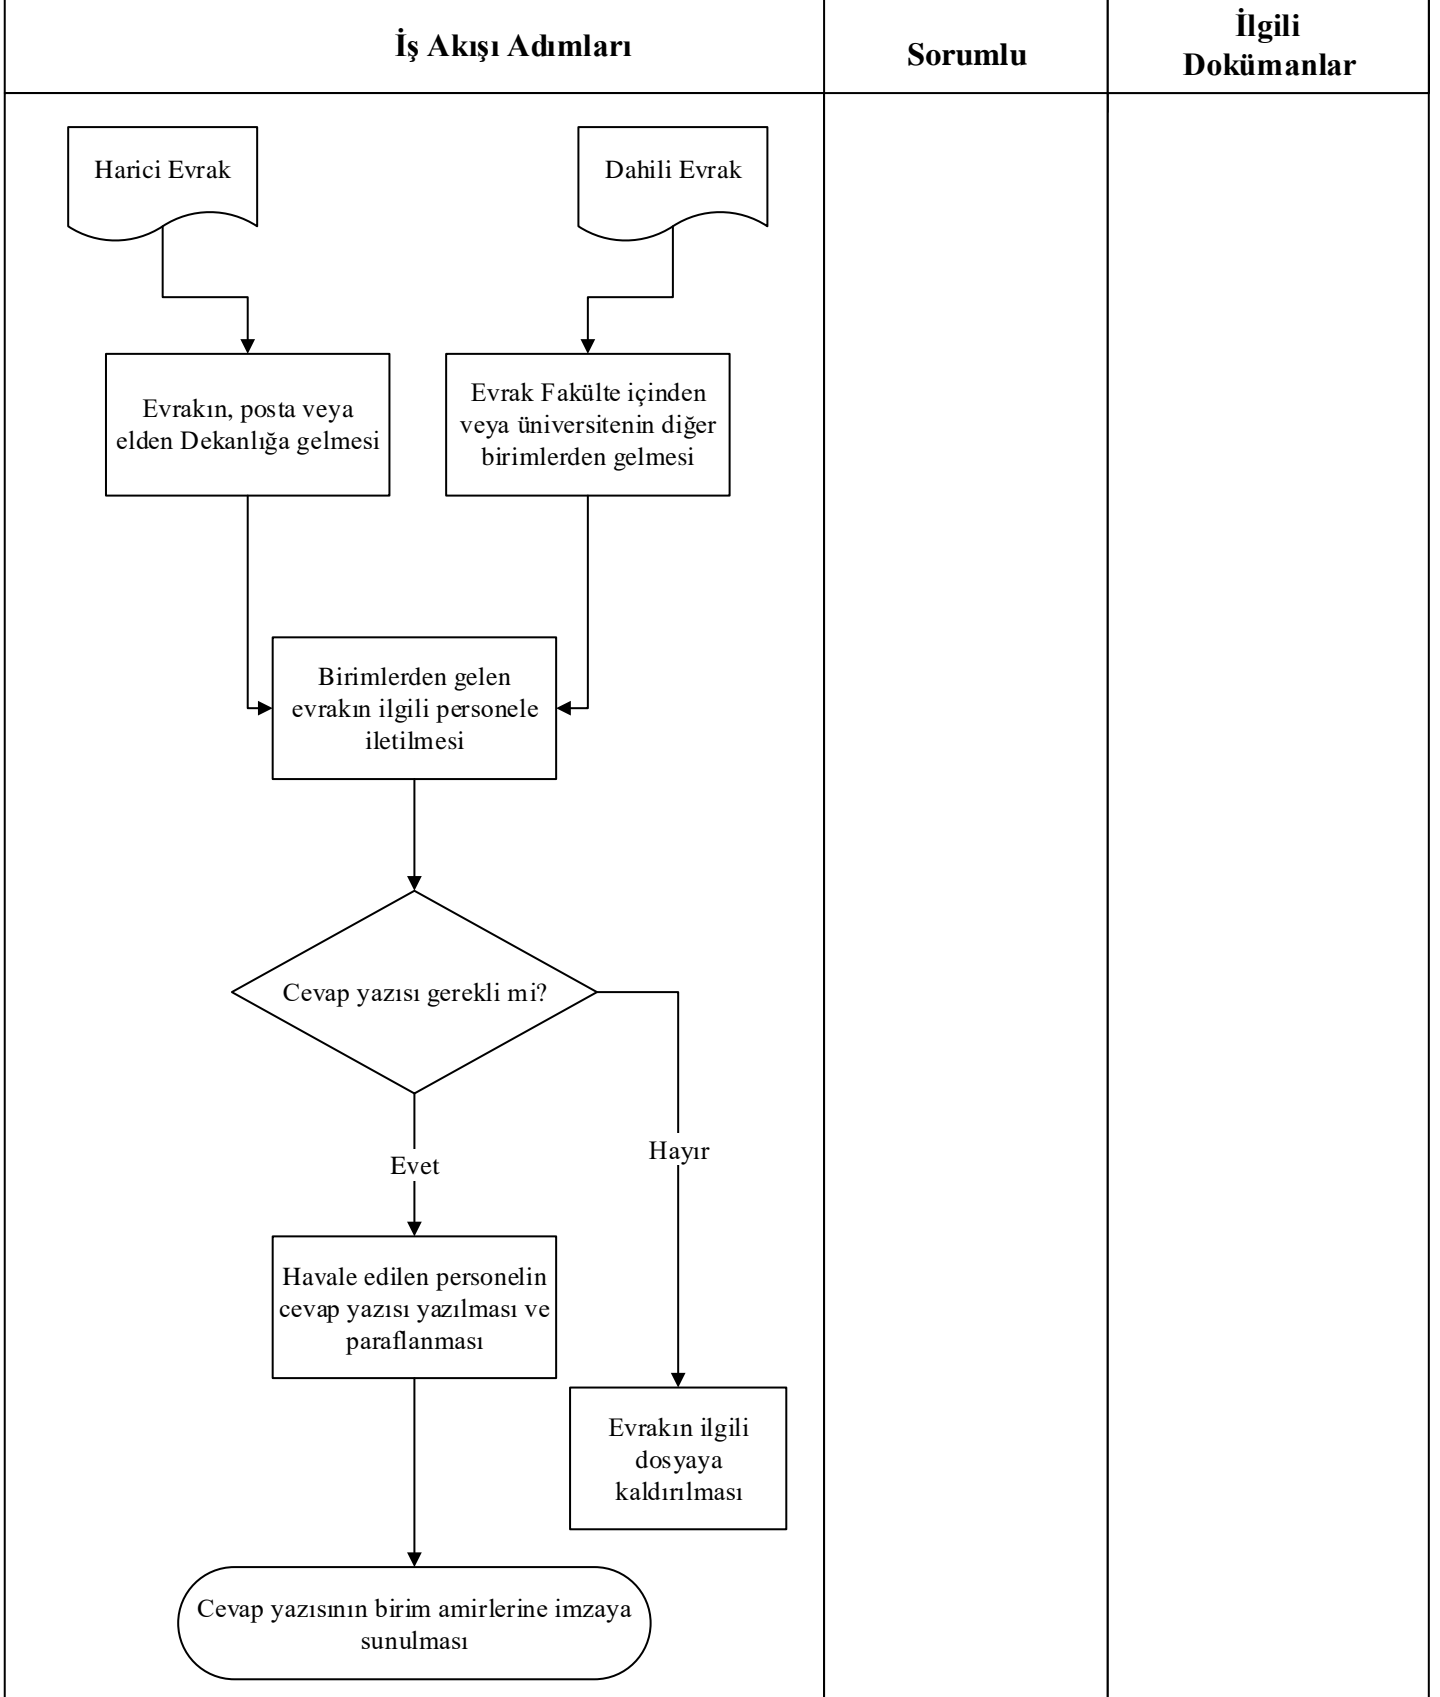 İş Akışı Adımları
Sorumlu
İlgili
Dokümanlar
Harici Evrak
Dahili Evrak
Evrakın, posta veya
elden Dekanlığa gelmesi
Evrak Fakülte içinden
veya üniversitenin diğer
birimlerden gelmesi
Birimlerden gelen
evrakın ilgili personele
iletilmesi
Cevap yazısı gerekli mi?
Evet
Hayır
Havale edilen personelin
cevap yazısı yazılması ve
paraflanması
Evrakın ilgili
dosyaya
kaldırılması
Cevap yazısının birim amirlerine imzaya
sunulması